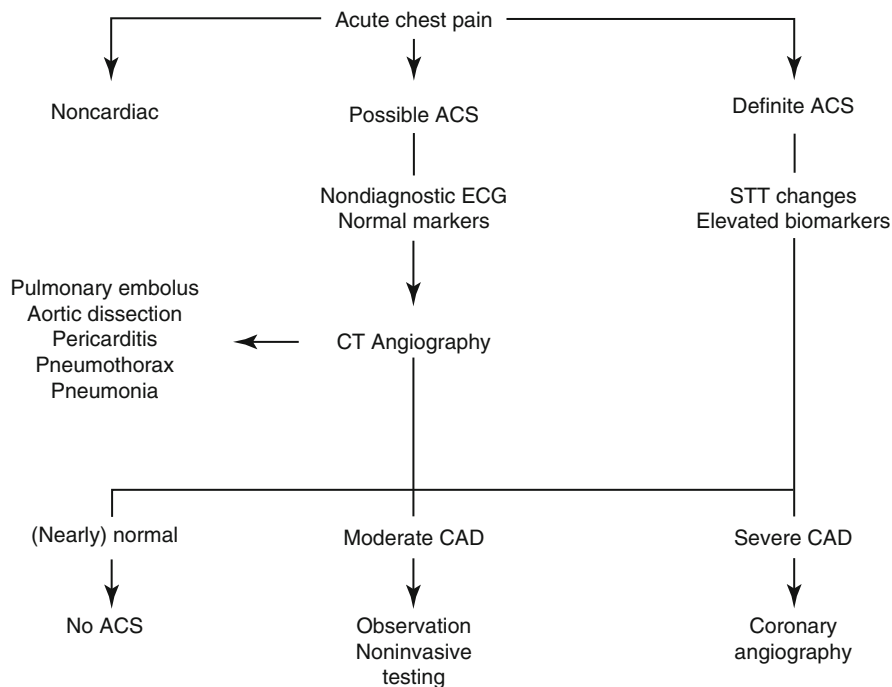 Acute chest pain
Noncardiac
Possible ACS
Definite ACS
Nondiagnostic ECG
Normal markers
STT changes
Elevated biomarkers
Pulmonary embolus
Aortic dissection
Pericarditis
Pneumothorax
Pneumonia
CT Angiography
(Nearly) normal
Moderate CAD
Severe CAD
No ACS
Observation
Noninvasive
testing
Coronary
angiography